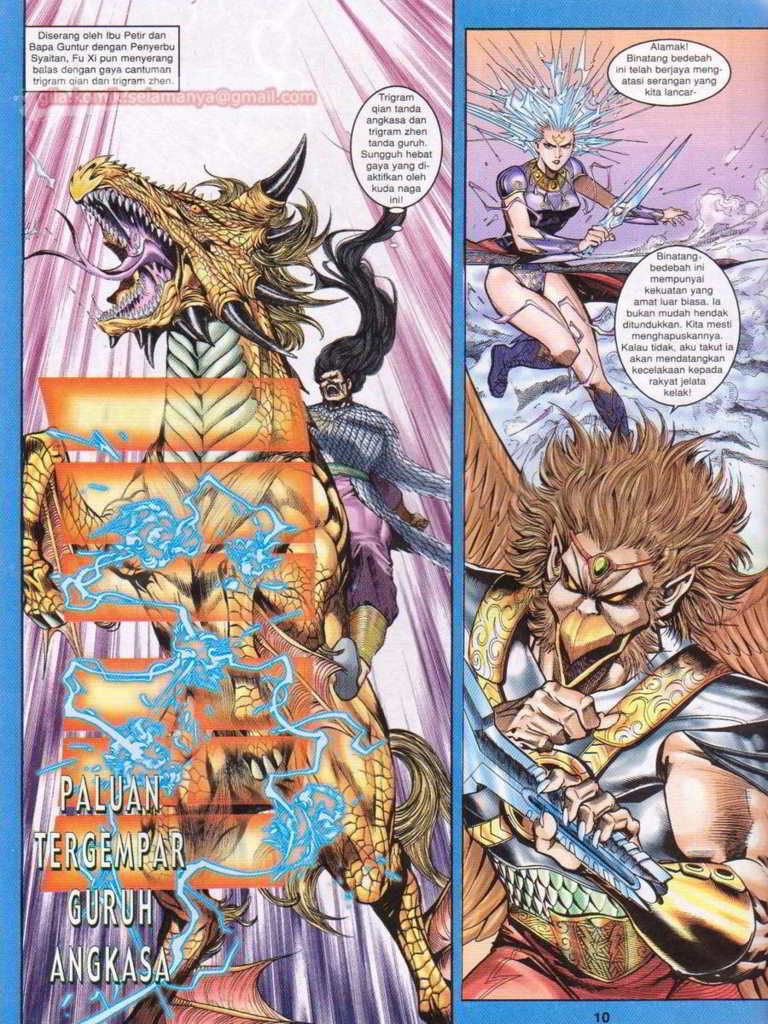 Diserang oleh Ibu Petir dan
Bapa Guntur dengan Penyerbu
Syaitan, Fu Xi pun menyerang
balas dengan gaya cantuman
trigram qian dan trigram zhen.
Trigram
qian tanda
angkasa dan
trigram zhen
tanda guruh.
Sungguh hebat
gaya yang di-
aktifkan oleh
kuda naga
ini!
PALUAN
TERGEMPAR
GURUH
ANGKASA
Alamak!
Binatang bedebah
ini telah berjaya meng-
atasi serangan yang
kita lancar-
Binatang-
bedebah ini
mempunyai
kekuatan yang
amat luar biasa. Ia
bukan mudah hendak
ditundukkan. Kita mesti
menghapuskannya.
Kalau tidak, aku takut ia
akan mendatangkan
kecelakaan kepada
rakyat jelata
kelak!
10